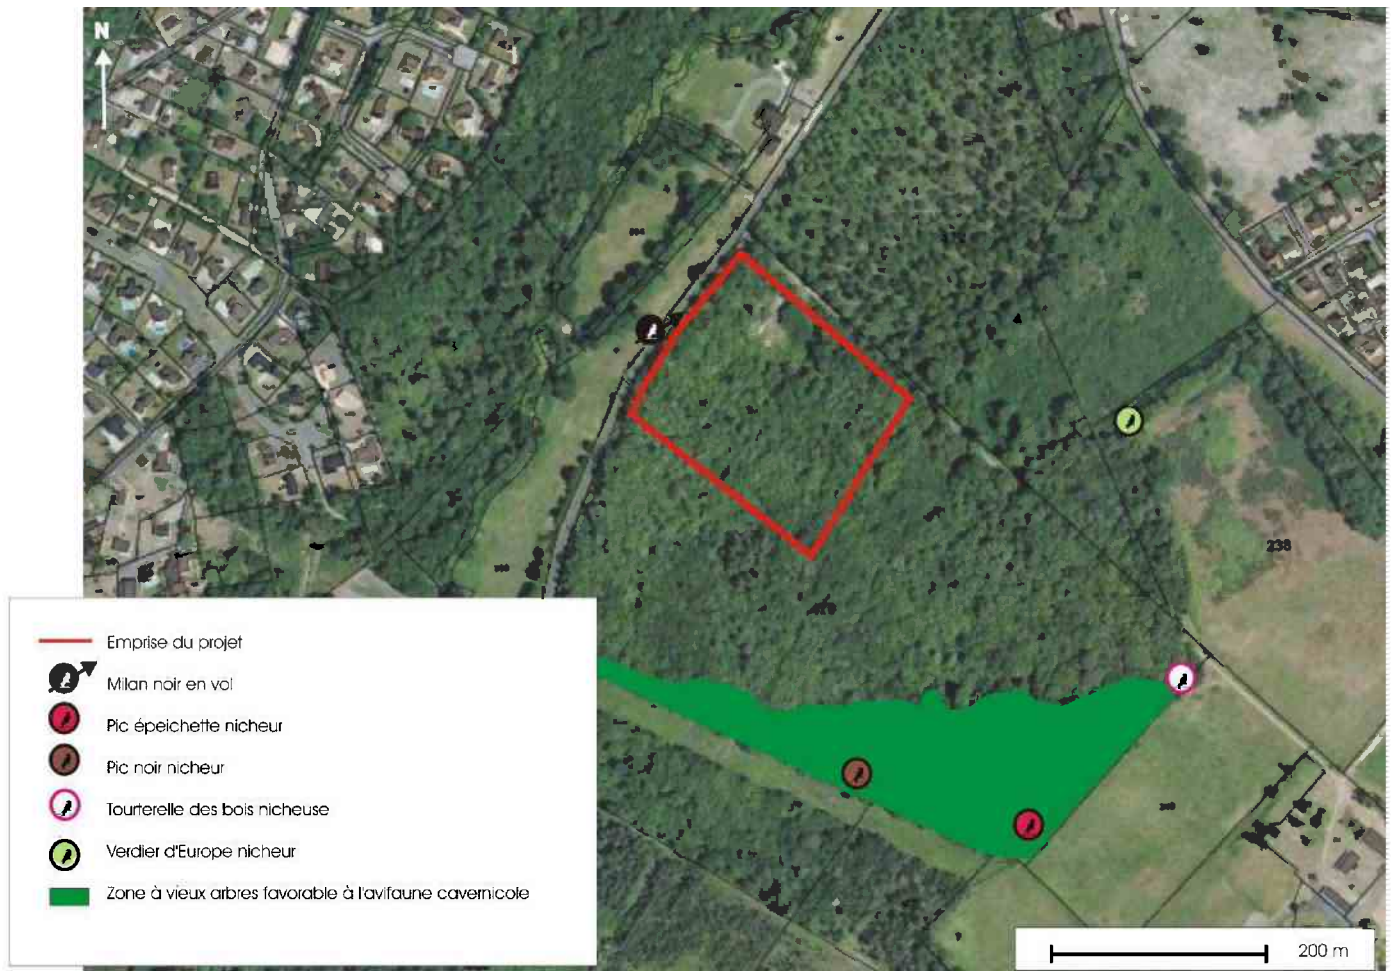 N
238
Emprise du projet
Milan noir en vol
Pic épeichette nicheur
Pic noir nicheur
Tourterelle des bois nicheuse
Verdier d'Europe nicheur
Zone à vieux arbres favorable à l'avifaune cavernicole
200 m